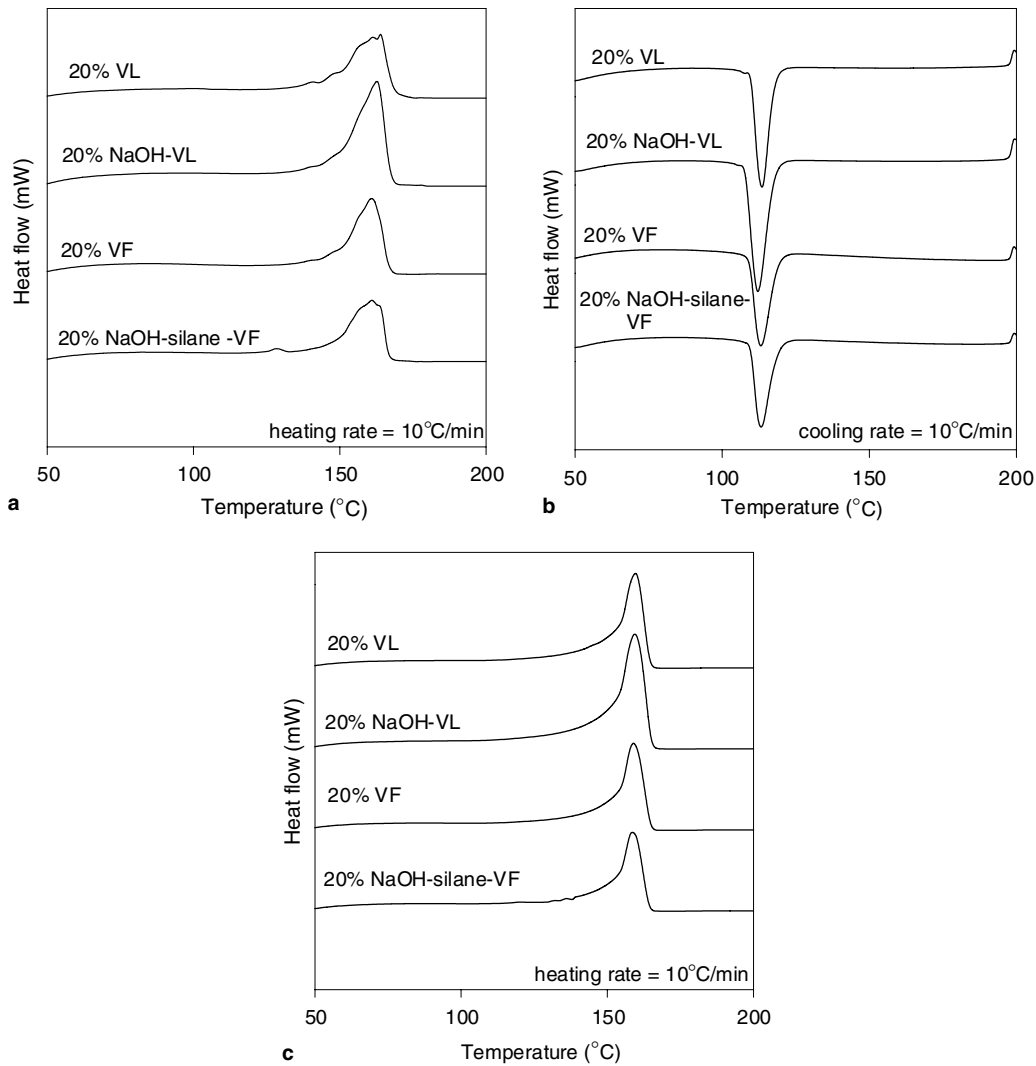 20% VL
20% NaOH-VL
20% VF
20% NaOH-silane -VF
heating rate = 10°C/min
Heat flow (mW)
50 100 150 200
Temperature (°C)
a
20% VL
20% NaOH-VL
20% VF
20% NaOH-silane-
VF
cooling rate = 10°C/min
Heat flow (mW)
50 100 150 200
Temperature (°C)
b
20% VL
20% NaOH-VL
20% VF
20% NaOH-silane-VF
heating rate = 10°C/min
Heat flow (mW)
50 100 150 200
Temperature (°C)
c